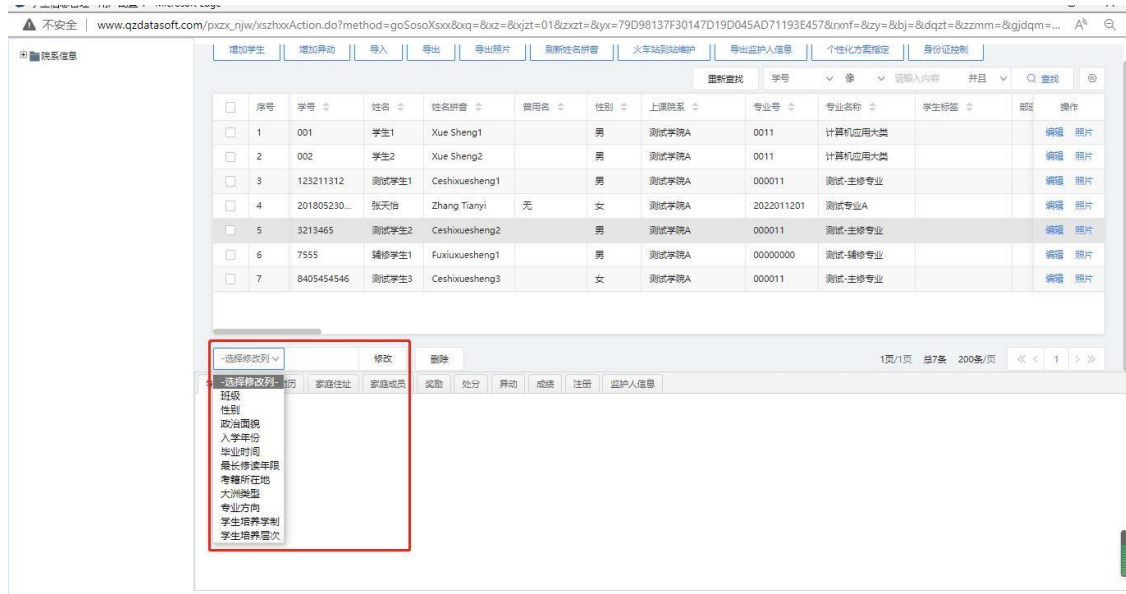 不安全 www.qzdatasoft.com/pxzx_njw/xszhxxAction.do?method=goSosoXsxx&xq=&xz=&xjzt=01&zxzt=&yx=79D98137F30147D19D045AD71193E457&rxnf=&zy=&bj=&dqzt=&zzmm=&gjdqm=...
院系信息
增加学生 增加异动 导入 导出 导出照片 刷新姓名拼音 火车站到站维护 导出监护人信息 个性化方案指定 身份证控制
重新查找 学号 像 请输入内容 并且 查找
序号 学号 姓名 姓名拼音 曾用名 性别 上课院系 专业号 专业名称 学生标签 操作
1 001 学生1 Xue Sheng1 男 测试学院A 0011 计算机应用大类 编辑 照片
2 002 学生2 Xue Sheng2 男 测试学院A 0011 计算机应用大类 编辑 照片
3 123211312 测试学生1 Ceshixuesheng1 男 测试学院A 000011 测试-主修专业 编辑 照片
4 201805230... 张天怡 Zhang Tianyi 无 女 测试学院A 2022011201 测试专业A 编辑 照片
5 3213465 测试学生2 Ceshixuesheng2 男 测试学院A 000011 测试-主修专业 编辑 照片
6 7555 辅修学生1 Fuxiuxuesheng1 男 测试学院A 00000000 测试-辅修专业 编辑 照片
7 8405454546 测试学生3 Ceshixuesheng3 女 测试学院A 000011 测试-主修专业 编辑 照片
-选择修改列- 修改 删除 1页/1页 总7条 200条/页 1
-选择修改列- 家庭住址 家庭成员 奖励 处分 异动 成绩 注册 监护人信息
班级
性别
政治面貌
入学年份
毕业时间
最长修读年限
考籍所在地
大洲类型
专业方向
学生培养学制
学生培养层次